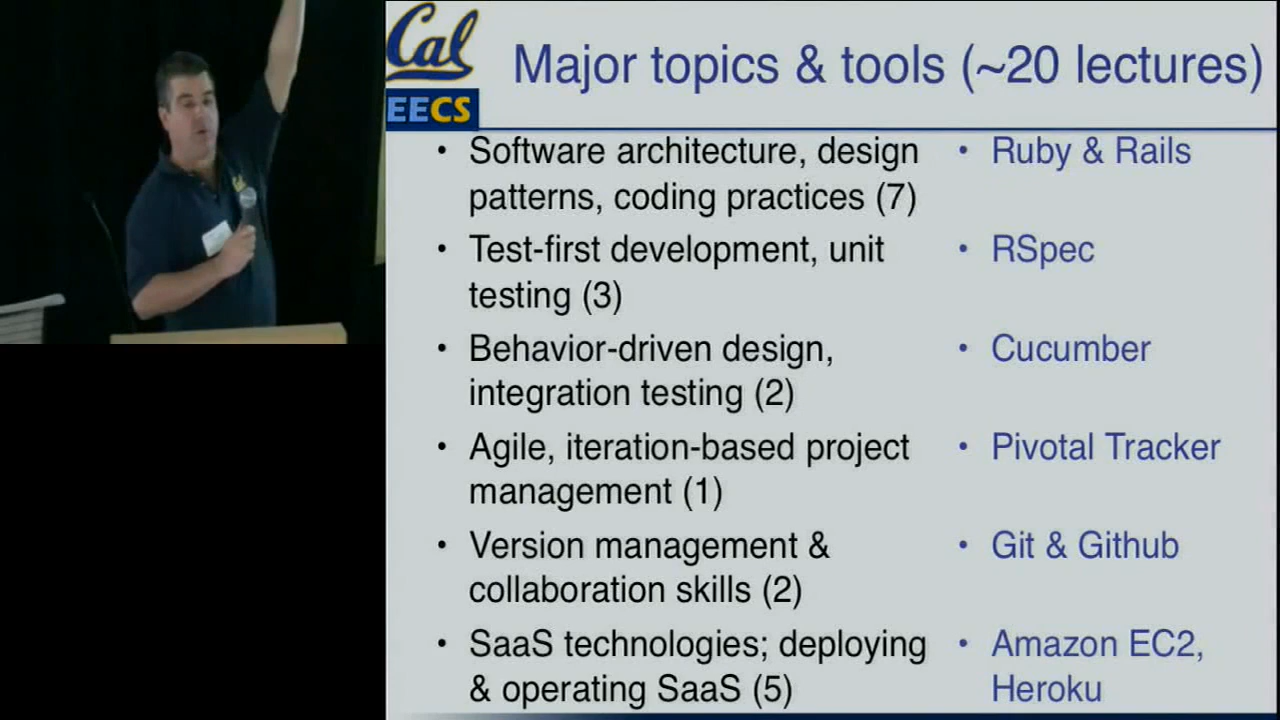 Cal
EECS
Major topics & tools (~20 lectures)
• Software architecture, design
patterns, coding practices (7)
• Ruby & Rails
• Test-first development, unit
testing (3)
• RSpec
• Behavior-driven design,
integration testing (2)
• Cucumber
• Agile, iteration-based project
management (1)
• Pivotal Tracker
• Version management &
collaboration skills (2)
• Git & Github
• SaaS technologies; deploying
& operating SaaS (5)
• Amazon EC2,
Heroku